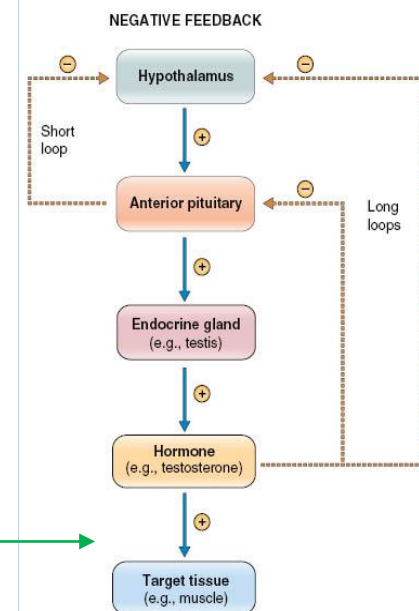 NEGATIVE FEEDBACK
−
−
Hypothalamus
Short
loop
+
−
Anterior pituitary
Long
loops
+
Endocrine gland
(e.g., testis)
+
Hormone
(e.g., testosterone)
+
Target tissue
(e.g., muscle)